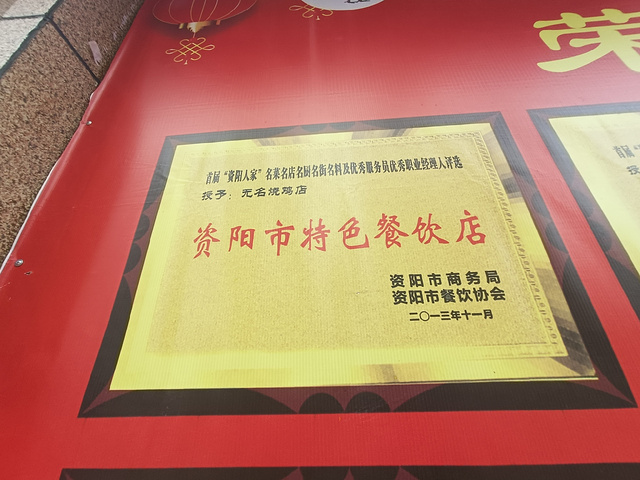 荣
首届“资阳人家”名菜名店名厨名街名料及优秀服务员优秀职业经理人评选
授予：无名烧鸡店
资阳市特色餐饮店
资阳市商务局
资阳市餐饮协会
二〇一三年十一月
首届